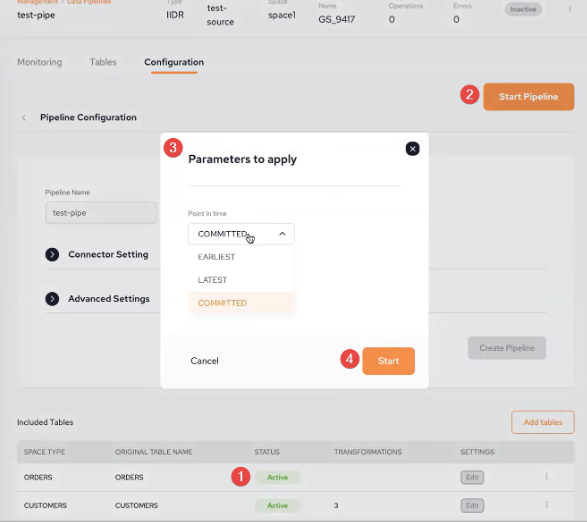 Management > Data Pipelines
test-pipe
Type
IIDR
test-
source
Space
space1
Name
GS_9417
Operations
0
Errors
0
Inactive
Monitoring
Tables
Configuration
2
Start Pipeline
Pipeline Configuration
3
Parameters to apply
Pipeline Name
test-pipe
Point in time
COMMITTED
EARLIEST
LATEST
COMMITTED
Connector Setting
Advanced Settings
Cancel
4
Start
Create Pipeline
Included Tables
Add tables
SPACE TYPE
ORIGINAL TABLE NAME
STATUS
TRANSFORMATIONS
SETTINGS
ORDERS
ORDERS
1
Active
Edit
CUSTOMERS
CUSTOMERS
Active
3
Edit